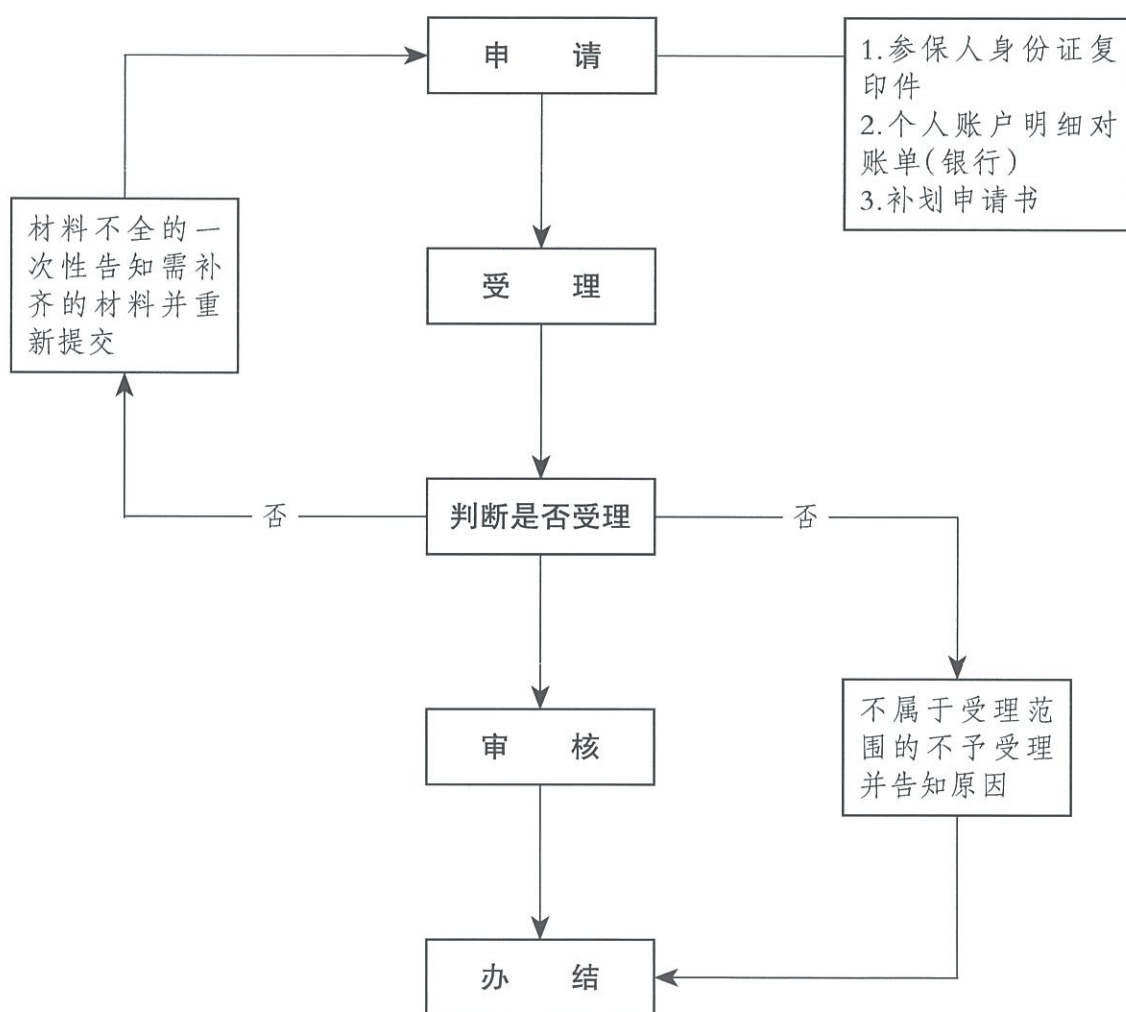 申 请
1.参保人身份证复
印件
2.个人账户明细对
账单(银行)
3.补划申请书
材料不全的一
次性告知需补
齐的材料并重
新提交
受 理
否
判断是否受理
否
审 核
不属于受理范
围的不予受理
并告知原因
办 结